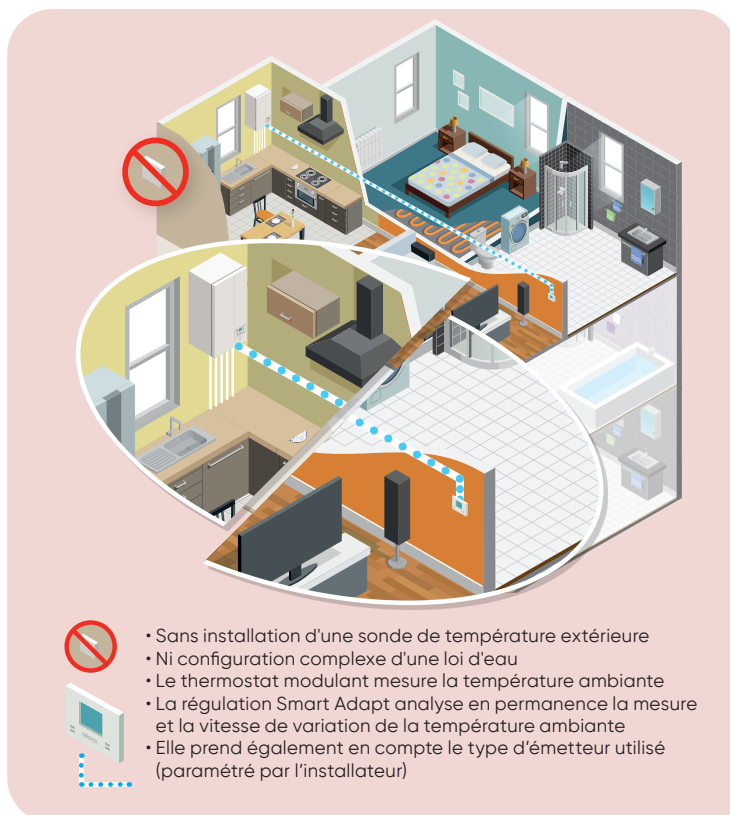 • Sans installation d'une sonde de température extérieure
• Ni configuration complexe d'une loi d'eau
• Le thermostat modulant mesure la température ambiante
• La régulation Smart Adapt analyse en permanence la mesure
et la vitesse de variation de la température ambiante
• Elle prend également en compte le type d’émetteur utilisé
(paramétré par l’installateur)